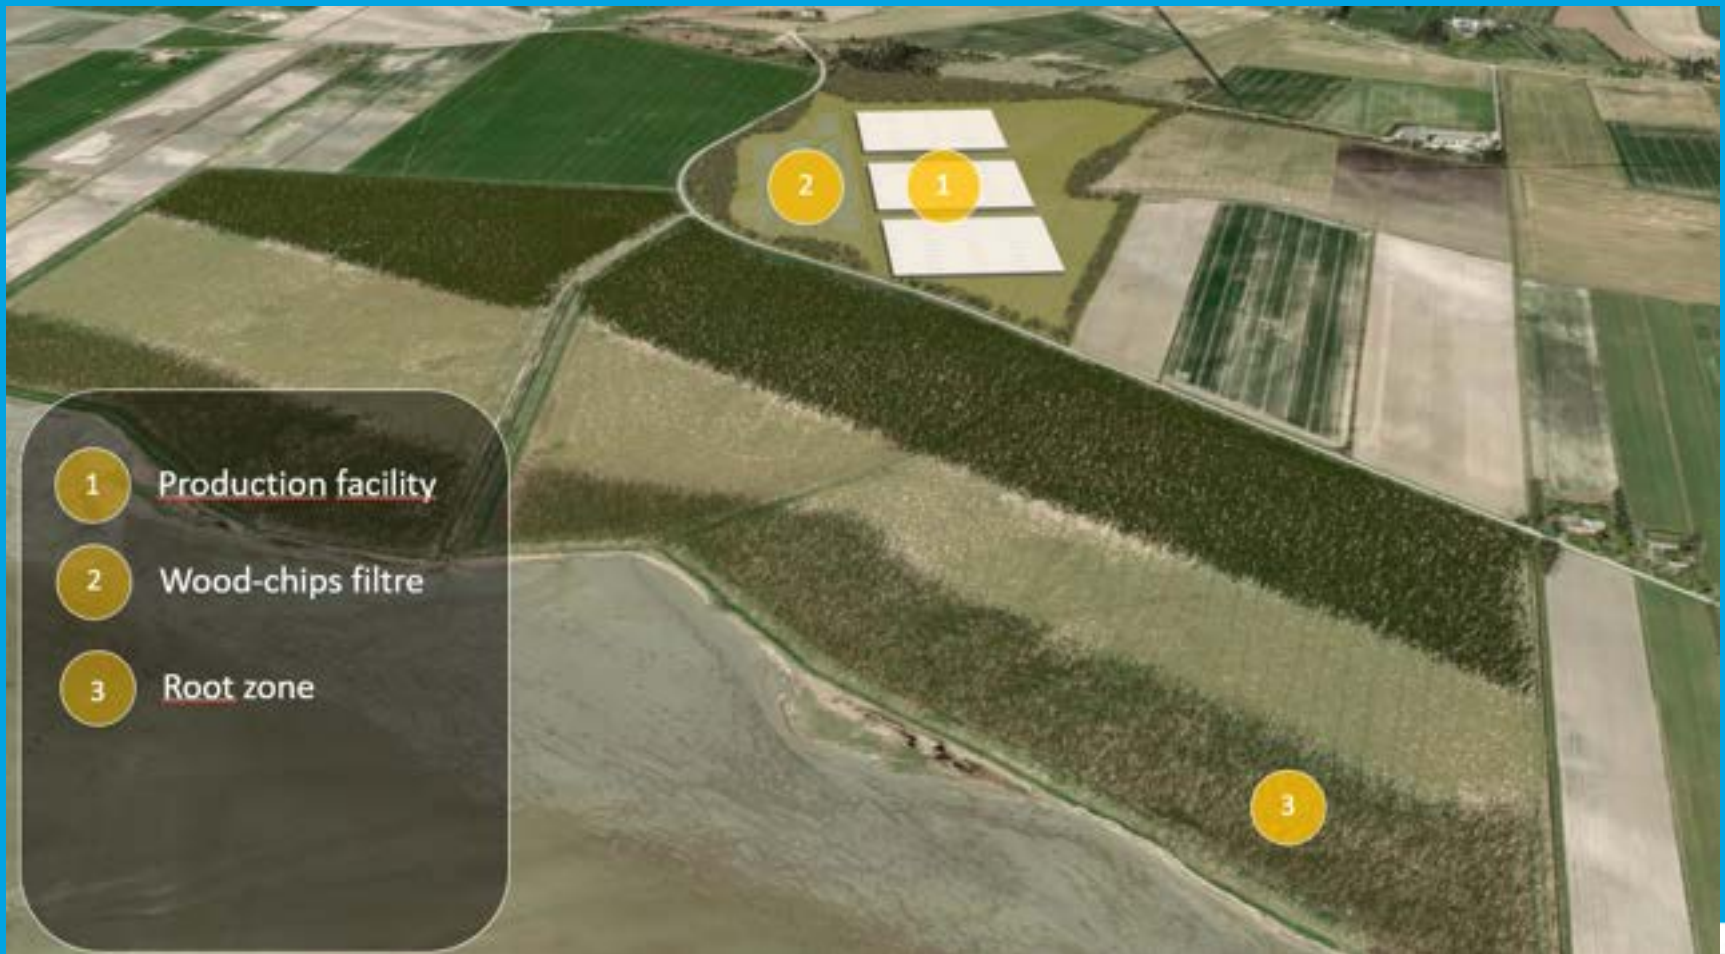 2
1
1 Production facility
2 Wood-chips filtre
3 Root zone
3